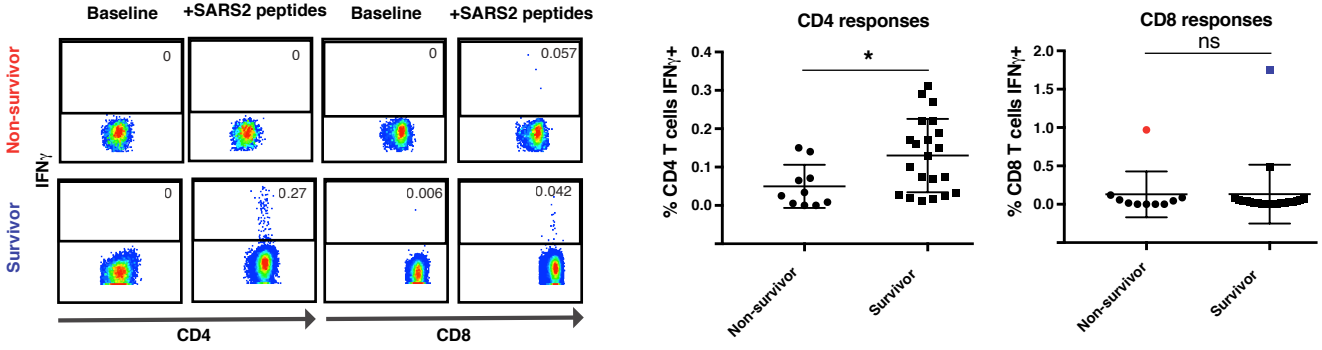 Baseline +SARS2 peptides Baseline +SARS2 peptides
Non-survivor
0 0 0 0.057
IFNγ
Survivor
0 0.27 0.006 0.042
CD4 CD8
CD4 responses
% CD4 T cells IFNγ+
0.4
0.3
0.2
0.1
0.0
*
Non-survivor
Survivor
CD8 responses
% CD8 T cells IFNγ+
2.0
1.5
1.0
0.5
0.0
ns
Non-survivor
Survivor